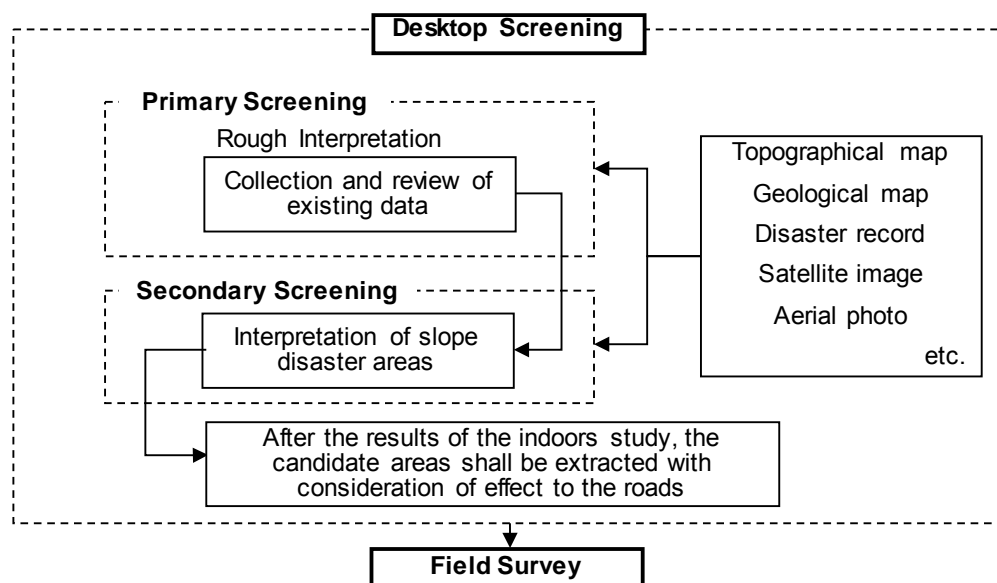 Desktop Screening
Primary Screening
Rough Interpretation
Collection and review of
existing data
Secondary Screening
Interpretation of slope
disaster areas
After the results of the indoors study, the
candidate areas shall be extracted with
consideration of effect to the roads
Topographical map
Geological map
Disaster record
Satellite image
Aerial photo
etc.
Field Survey